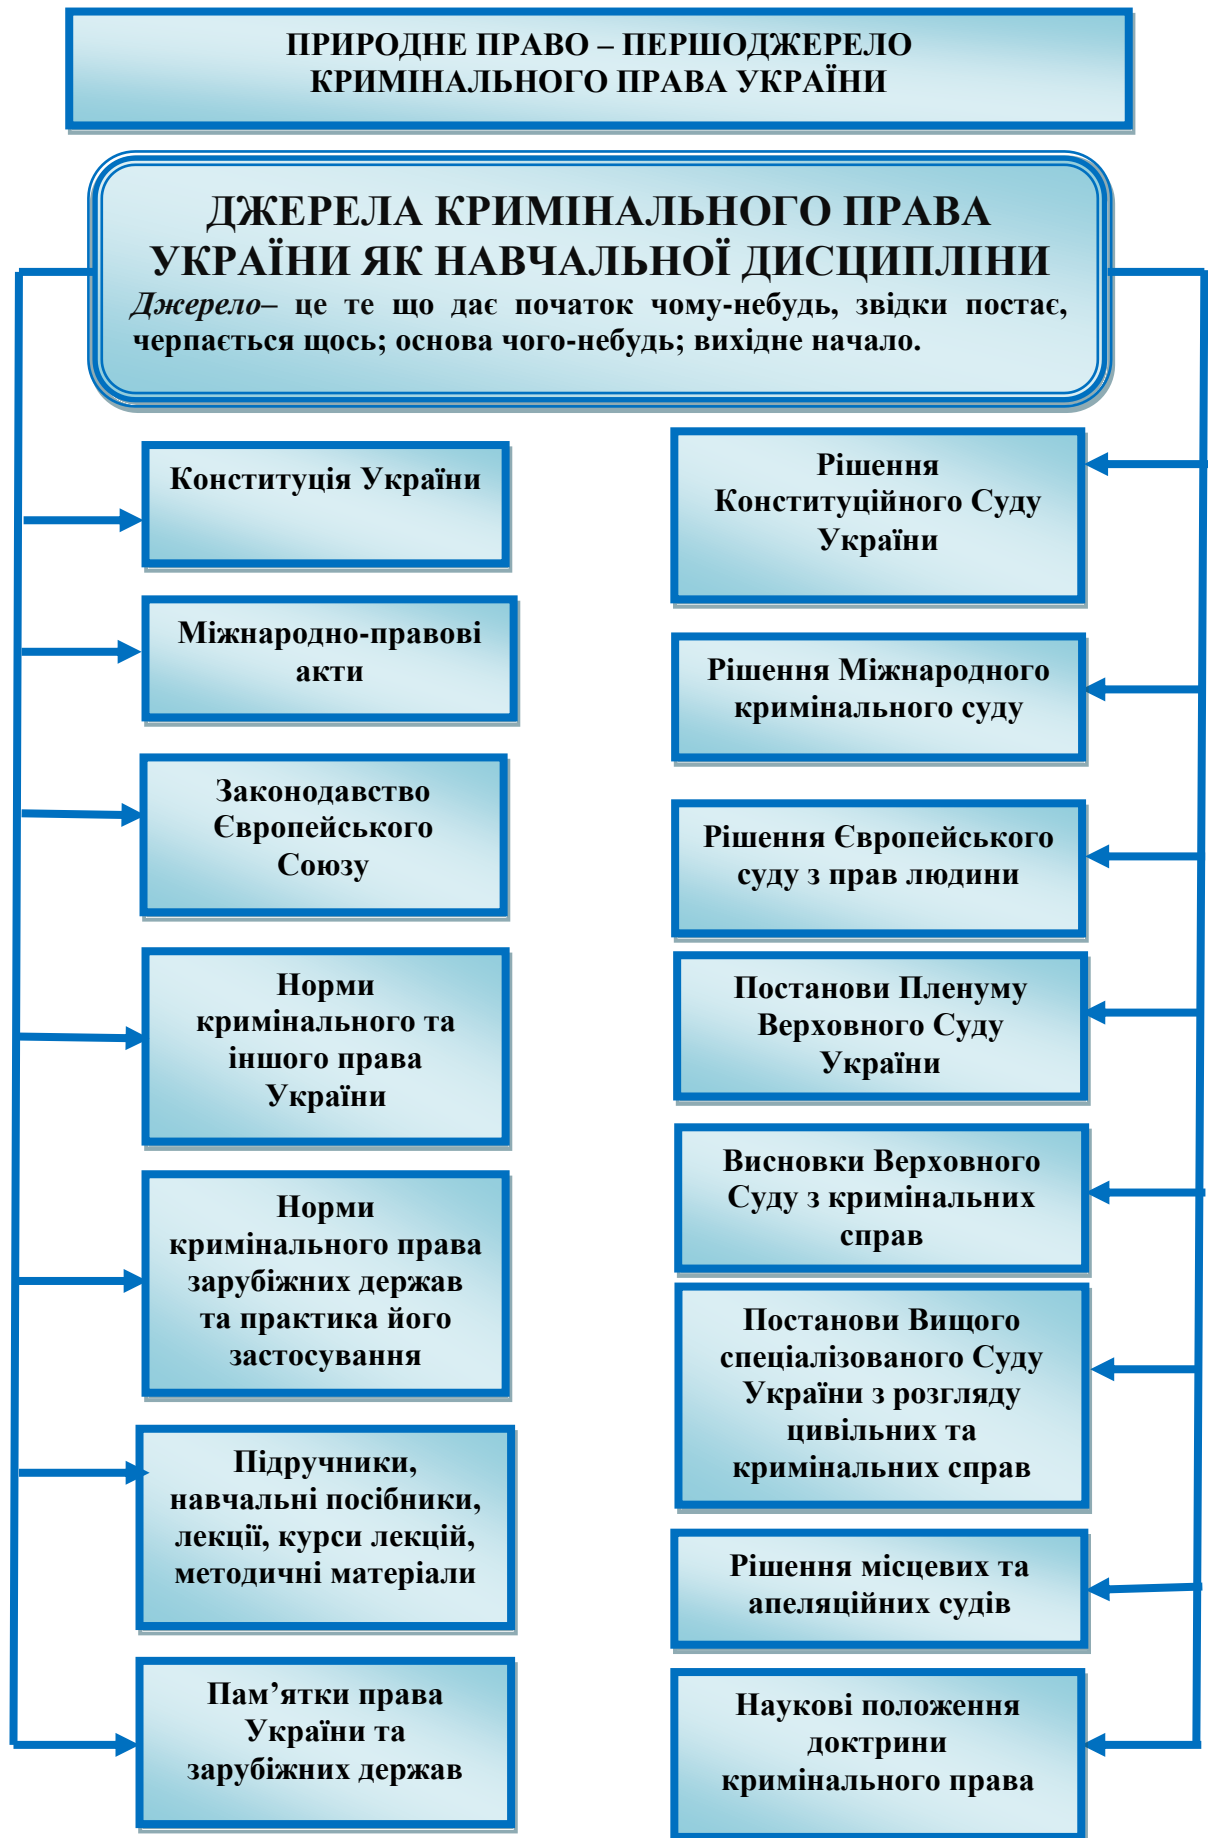 ПРИРОДНЕ ПРАВО – ПЕРШОДЖЕРЕЛО
КРИМІНАЛЬНОГО ПРАВА УКРАЇНИ
ДЖЕРЕЛА КРИМІНАЛЬНОГО ПРАВА
УКРАЇНИ ЯК НАВЧАЛЬНОЇ ДИСЦИПЛІНИ
Джерело– це те що дає початок чому-небудь, звідки постає,
черпається щось; основа чого-небудь; вихідне начало.
Конституція України
Міжнародно-правові
акти
Законодавство
Європейського
Союзу
Норми
кримінального та
іншого права
України
Норми
кримінального права
зарубіжних держав
та практика його
застосування
Підручники,
навчальні посібники,
лекції, курси лекцій,
методичні матеріали
Пам’ятки права
України та
зарубіжних держав
Рішення
Конституційного Суду
України
Рішення Міжнародного
кримінального суду
Рішення Європейського
суду з прав людини
Постанови Пленуму
Верховного Суду
України
Висновки Верховного
Суду з кримінальних
справ
Постанови Вищого
спеціалізованого Суду
України з розгляду
цивільних та
кримінальних справ
Рішення місцевих та
апеляційних судів
Наукові положення
доктрини
кримінального права